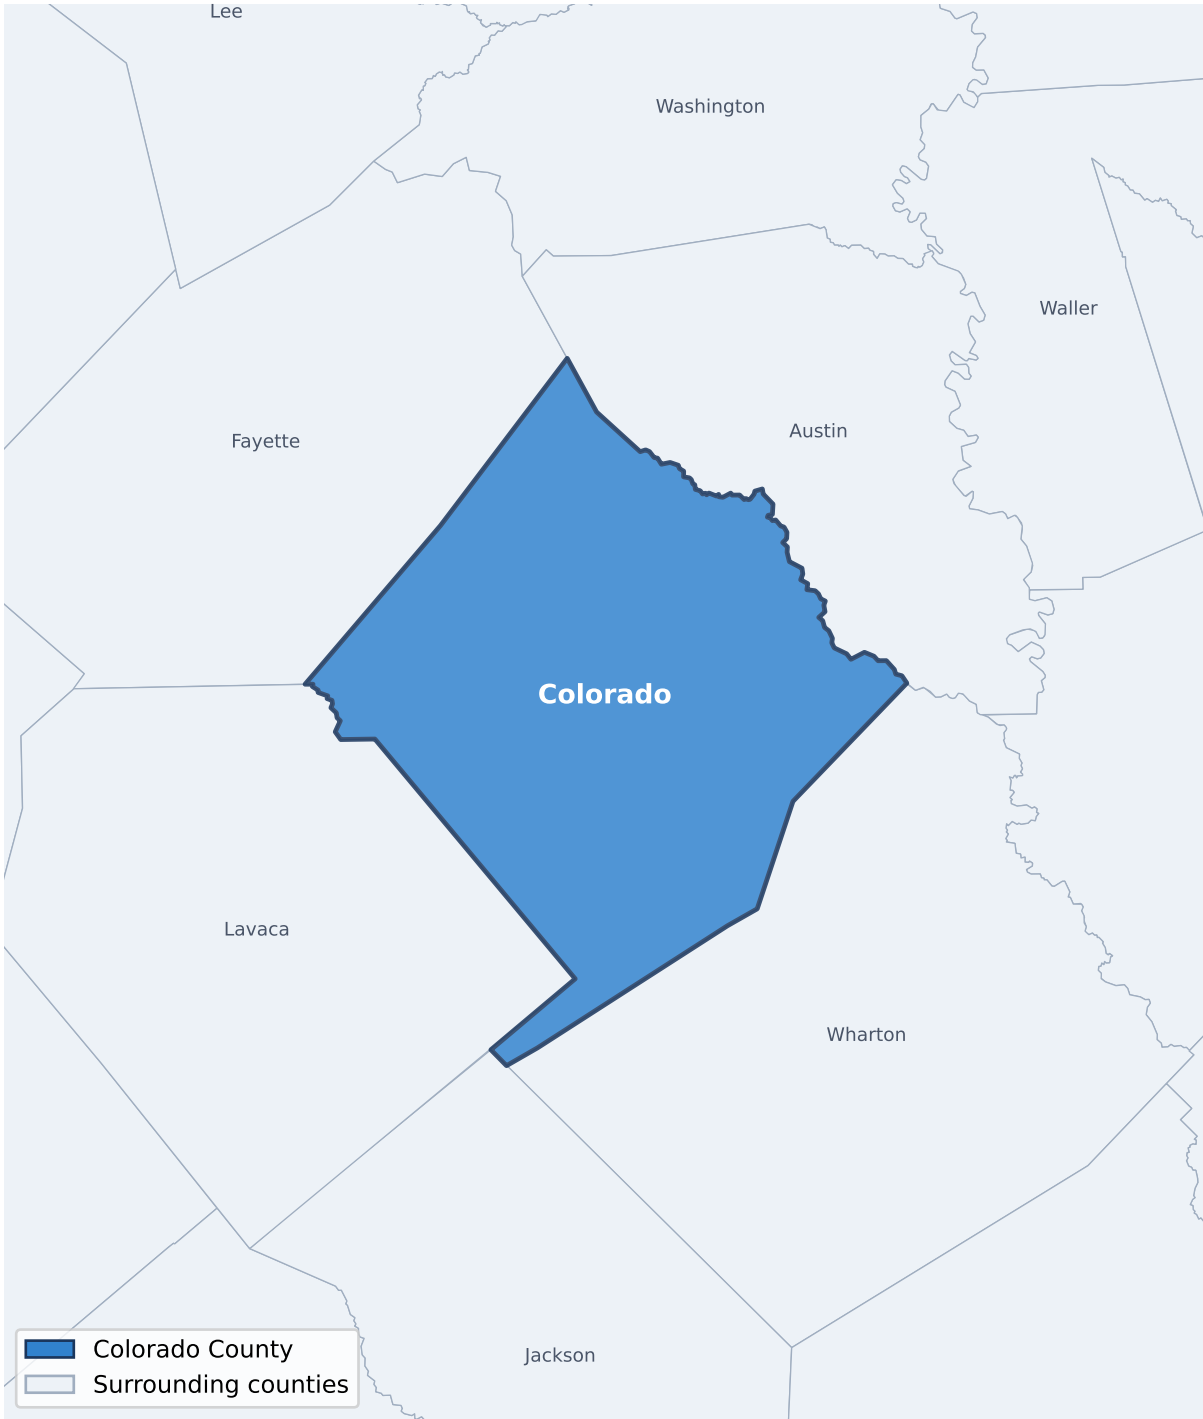 Lee
Washington
Waller
Austin
Fayette
Colorado
Lavaca
Wharton
Jackson
Colorado County
Surrounding counties